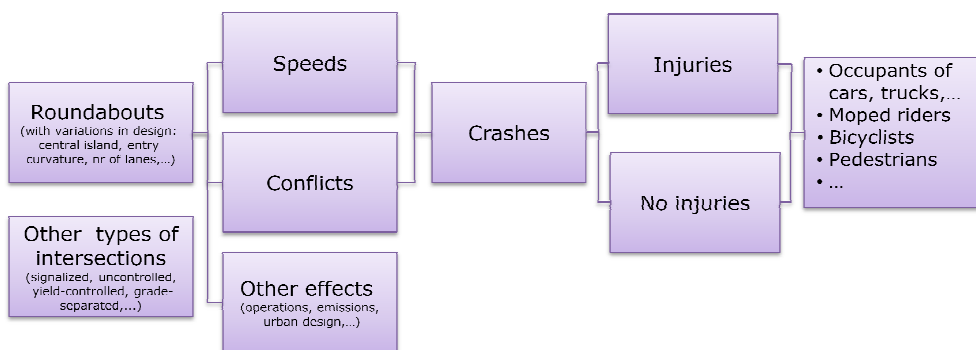 Roundabouts
(with variations in design:
central island, entry
curvature, nr of lanes,...)
Other types of
intersections
(signalized, uncontrolled,
yield-controlled, grade-
separated,...)
Speeds
Conflicts
Other effects
(operations, emissions,
urban design,...)
Crashes
Injuries
No injuries
• Occupants of
cars, trucks,...
• Moped riders
• Bicyclists
• Pedestrians
• ...